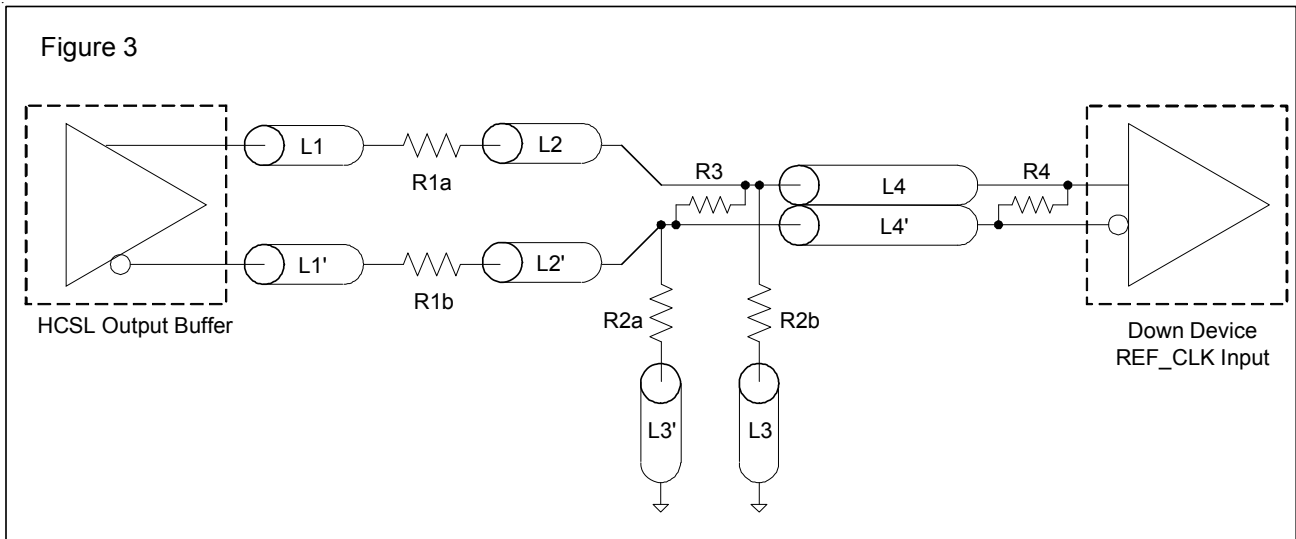 Figure 3
L1
R1a
L2
R3
L4
R4
L1'
R1b
L2'
L4'
HCSL Output Buffer
R2a
R2b
Down Device
REF_CLK Input
L3'
L3